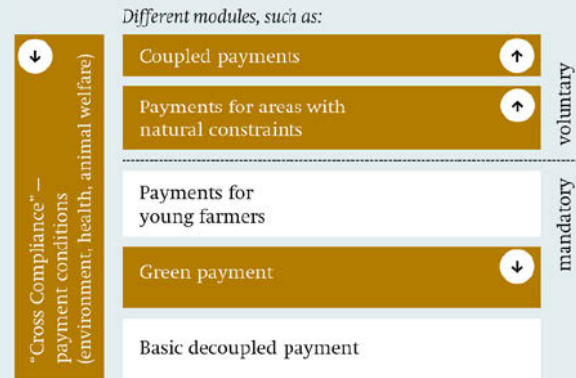 Different modules, such as:
"Cross Compliance" —
payment conditions
(environment, health, animal welfare)
Coupled payments
Payments for areas with
natural constraints
voluntary
Payments for
young farmers
mandatory
Green payment
Basic decoupled payment